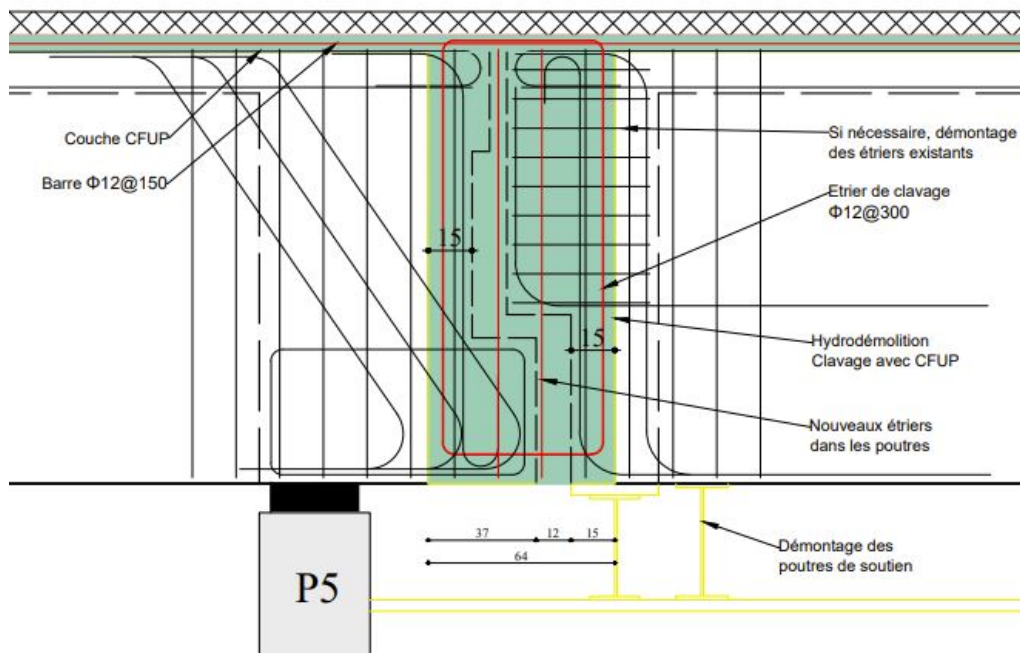 Couche CFUP
Barre Φ12@150
15
Si nécessaire, démontage
des étriers existants
Etrier de clavage
Φ12@300
15
Hydrodémolition
Clavage avec CFUP
Nouveaux étriers
dans les poutres
37
12
15
64
Démontage des
poutres de soutien
P5